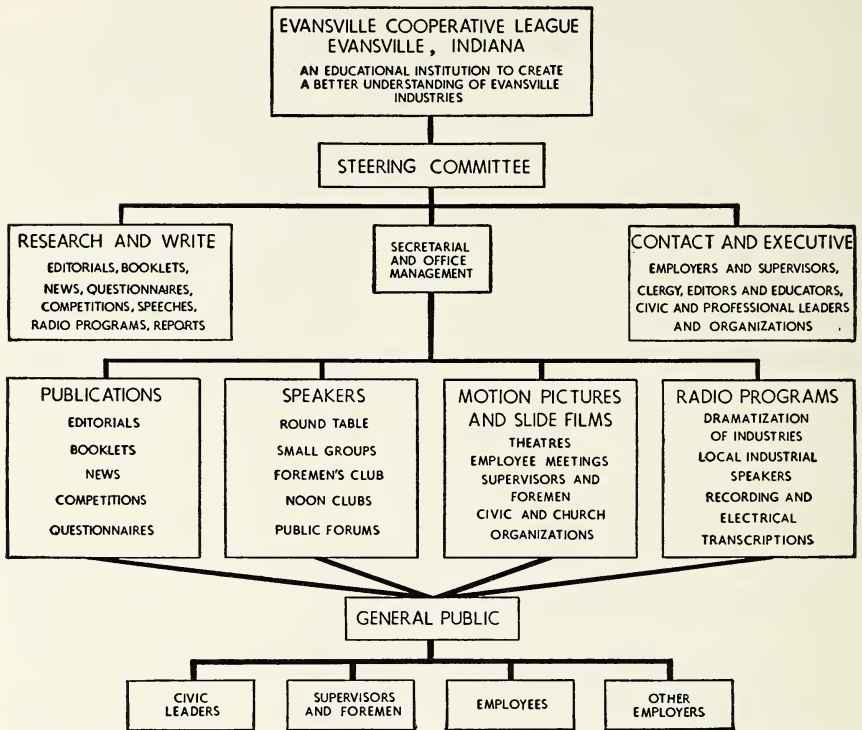 EVANSVILLE COOPERATIVE LEAGUE
EVANSVILLE, INDIANA
AN EDUCATIONAL INSTITUTION TO CREATE
A BETTER UNDERSTANDING OF EVANSVILLE
INDUSTRIES
STEERING COMMITTEE
RESEARCH AND WRITE
EDITORIALS, BOOKLETS,
NEWS, QUESTIONNAIRES,
COMPETITIONS, SPEECHES,
RADIO PROGRAMS, REPORTS
SECRETARIAL
AND OFFICE
MANAGEMENT
CONTACT AND EXECUTIVE
EMPLOYERS AND SUPERVISORS,
CLERGY, EDITORS AND EDUCATORS,
CIVIC AND PROFESSIONAL LEADERS
AND ORGANIZATIONS
PUBLICATIONS
EDITORIALS
BOOKLETS
NEWS
COMPETITIONS
QUESTIONNAIRES
SPEAKERS
ROUND TABLE
SMALL GROUPS
FOREMEN'S CLUB
NOON CLUBS
PUBLIC FORUMS
MOTION PICTURES
AND SLIDE FILMS
THEATRES
EMPLOYEE MEETINGS
SUPERVISORS AND
FOREMEN
CIVIC AND CHURCH
ORGANIZATIONS
RADIO PROGRAMS
DRAMATIZATION
OF INDUSTRIES
LOCAL INDUSTRIAL
SPEAKERS
RECORDING AND
ELECTRICAL
TRANSCRIPTIONS
GENERAL PUBLIC
CIVIC
LEADERS
SUPERVISORS
AND FOREMEN
EMPLOYEES
OTHER
EMPLOYERS